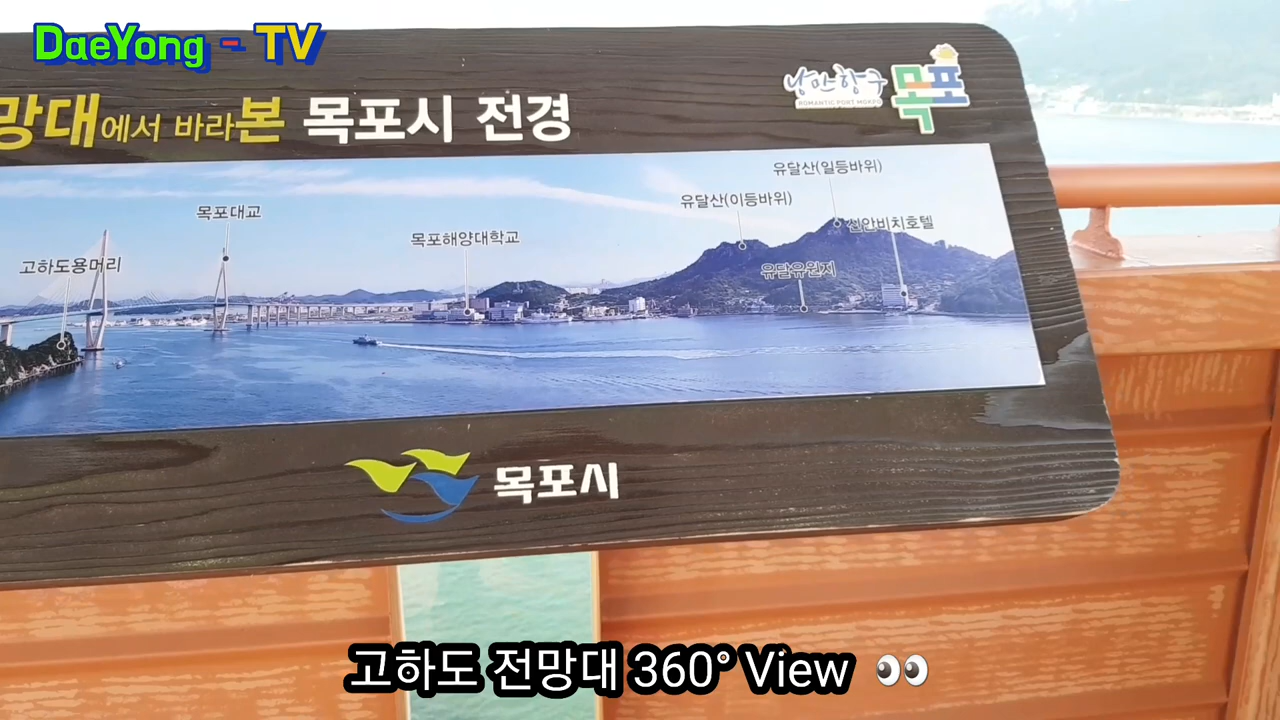 DaeYong - TV
낭만항구 목포
ROMANTIC PORT MOKPO
망대에서 바라본 목포시 전경
유달산(일등바위)
유달산(이등바위)
신안비치호텔
목포대교
목포해양대학교
고하도용머리
유달유원지
목포시
고하도 전망대 360° View 👀